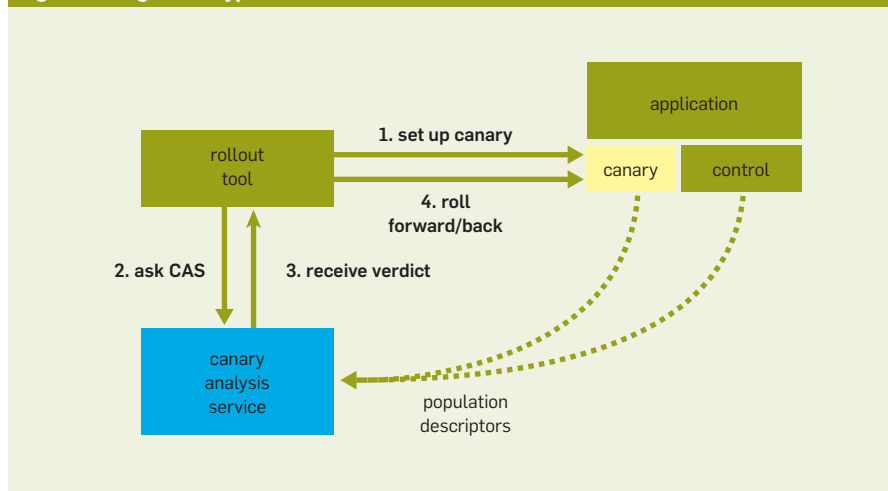 application
1. set up canary
rollout
tool
canary
control
4. roll
forward/back
2. ask CAS
3. receive verdict
canary
analysis
service
population
descriptors